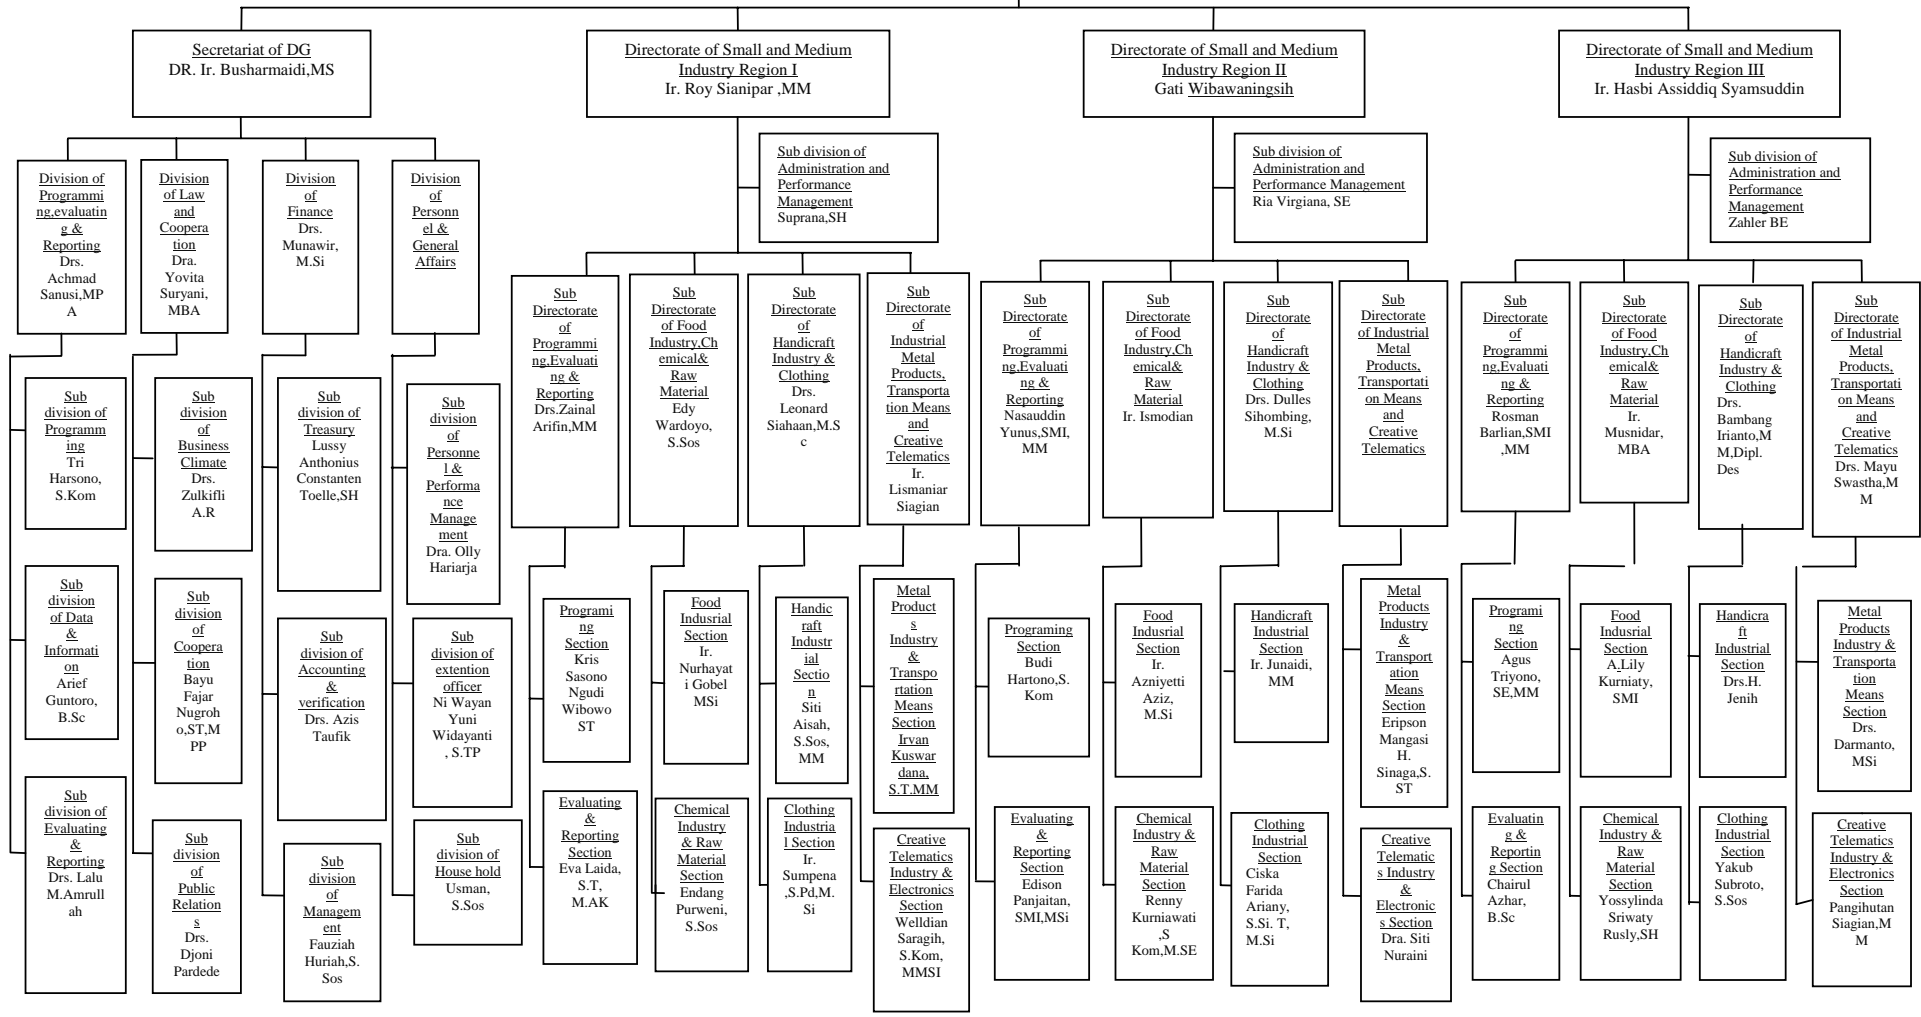 Secretariat of DG
DR. Ir. Busharmaidi,MS
Directorate of Small and Medium
Industry Region I
Ir. Roy Sianipar ,MM
Directorate of Small and Medium
Industry Region II
Gati Wibawaningsih
Directorate of Small and Medium
Industry Region III
Ir. Hasbi Assiddiq Syamsuddin
Sub division of
Administration and
Performance
Management
Suprana,SH
Sub division of
Administration and
Performance Management
Ria Virgiana, SE
Sub division of
Administration and
Performance
Management
Zahler BE
Division of
Programmi
ng,evaluatin
g &
Reporting
Drs.
Achmad
Sanusi,MP
A
Division
of Law
and
Coopera
tion
Dra.
Yovita
Suryani,
MBA
Division
of
Finance
Drs.
Munawir,
M.Si
Division
of
Personn
el &
General
Affairs
Sub
Directorate
of
Programmi
ng,Evaluati
ng &
Reporting
Drs.Zainal
Arifin,MM
Sub
Directorate
of Food
Industry,Ch
emical&
Raw
Material
Edy
Wardoyo,
S.Sos
Sub
Directorate
of
Handicraft
Industry &
Clothing
Drs.
Leonard
Siahaan,M.S
c
Sub
Directorate
of
Industrial
Metal
Products,
Transporta
tion Means
and
Creative
Telematics
Ir.
Lismaniar
Siagian
Sub
Directorate
of
Programmi
ng,Evaluati
ng &
Reporting
Nasauddin
Yunus,SMI,
MM
Sub
Directorate
of Food
Industry,Ch
emical&
Raw
Material
Ir. Ismodian
Sub
Directorate
of
Handicraft
Industry &
Clothing
Drs. Dulles
Sihombing,
M.Si
Sub
Directorate
of Industrial
Metal
Products,
Transportati
on Means
and
Creative
Telematics
Sub
Directorate
of
Programmi
ng,Evaluati
ng &
Reporting
Rosman
Barlian,SMI
,MM
Sub
Directorate
of Food
Industry,Ch
emical&
Raw
Material
Ir.
Musnidar,
MBA
Sub
Directorate
of
Handicraft
Industry &
Clothing
Drs.
Bambang
Irianto,M
M,Dipl.
Des
Sub
Directorate
of Industrial
Metal
Products,
Transportati
on Means
and
Creative
Telematics
Drs. Mayu
Swastha,M
M
Sub
division of
Programm
ing
Tri
Harsono,
S.Kom
Sub
division
of
Business
Climate
Drs.
Zulkifli
A.R
Sub
division of
Treasury
Lussy
Anthonius
Constanten
Toelle,SH
Sub
division
of
Personne
l &
Performa
nce
Manage
ment
Dra. Olly
Hariarja
Sub
division
of Data
&
Informati
on
Arief
Guntoro,
B.Sc
Sub
division
of
Coopera
tion
Bayu
Fajar
Nugroh
o,ST,M
PP
Sub
division of
Accounting
&
verification
Drs. Azis
Taufik
Sub
division of
extention
officer
Ni Wayan
Yuni
Widayanti
, S.TP
Programi
ng
Section
Kris
Sasono
Ngudi
Wibowo
ST
Food
Indusrial
Section
Ir.
Nurhayat
i Gobel
MSi
Handic
raft
Industr
ial
Sectio
n
Siti
Aisah,
S.Sos,
MM
Metal
Product
s
Industry
&
Transpo
rtation
Means
Section
Irvan
Kuswar
dana,
S.T.MM
Programing
Section
Budi
Hartono,S.
Kom
Food
Indusrial
Section
Ir.
Azniyetti
Aziz,
M.Si
Handicraft
Industrial
Section
Ir. Junaidi,
MM
Metal
Products
Industry
&
Transport
ation
Means
Section
Eripson
Mangasi
H.
Sinaga,S.
ST
Programi
ng
Section
Agus
Triyono,
SE,MM
Food
Indusrial
Section
A,Lily
Kurniaty,
SMI
Handicra
ft
Industrial
Section
Drs.H.
Jenih
Metal
Products
Industry &
Transporta
tion
Means
Section
Drs.
Darmanto,
MSi
Sub
division of
Evaluating
&
Reporting
Drs. Lalu
M.Amrull
ah
Sub
division
of
Public
Relation
s
Drs.
Djoni
Pardede
Sub
division
of
Managem
ent
Fauziah
Huriah,S.
Sos
Sub
division of
House hold
Usman,
S.Sos
Evaluating
&
Reporting
Section
Eva Laida,
S.T,
M.AK
Chemical
Industry
& Raw
Material
Section
Endang
Purweni,
S.Sos
Clothing
Industria
l Section
Ir.
Sumpena
,S.Pd,M.
Si
Creative
Telematics
Industry &
Electronics
Section
Welldian
Saragih,
S.Kom,
MMSI
Evaluating
&
Reporting
Section
Edison
Panjaitan,
SMI,MSi
Chemical
Industry &
Raw
Material
Section
Renny
Kurniawati
,S
Kom,M.SE
Clothing
Industrial
Section
Ciska
Farida
Ariany,
S.Si. T,
M.Si
Creative
Telematic
s Industry
&
Electronic
s Section
Dra. Siti
Nuraini
Evaluatin
g &
Reportin
g Section
Chairul
Azhar,
B.Sc
Chemical
Industry &
Raw
Material
Section
Yossylinda
Sriwaty
Rusly,SH
Clothing
Industrial
Section
Yakub
Subroto,
S.Sos
Creative
Telematics
Industry &
Electronics
Section
Pangihutan
Siagian,M
M